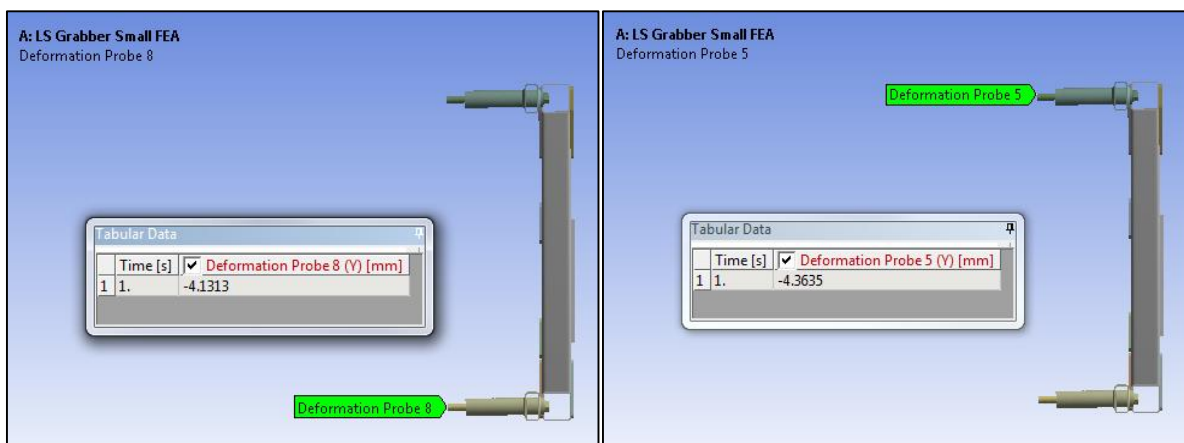 A: LS Grabber Small FEA
Deformation Probe 8
Tabular Data
Time [s] Deformation Probe 8 (Y) [mm]
1 1. -4.1313
Deformation Probe 8
A: LS Grabber Small FEA
Deformation Probe 5
Deformation Probe 5
Tabular Data
Time [s] Deformation Probe 5 (Y) [mm]
1 1. -4.3635